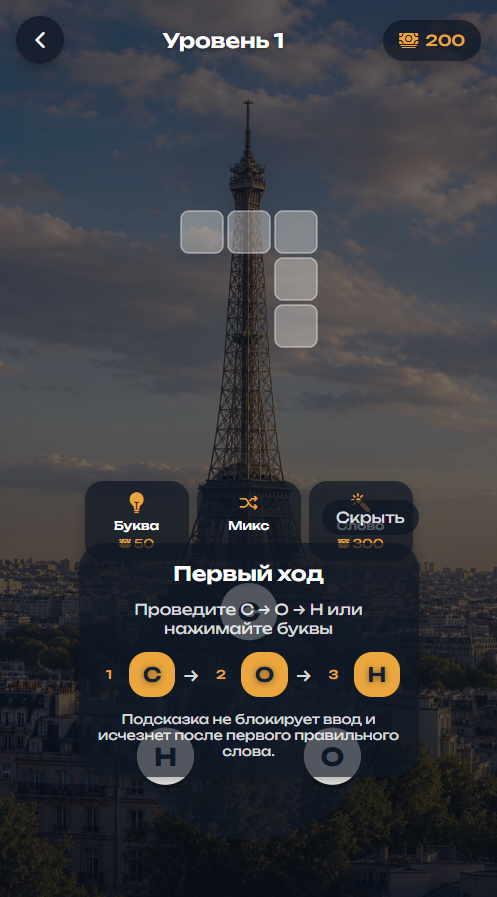 Уровень 1
200
Буква
50
Микс
Слово
300
Скрыть
Первый ход
Проведите С → О → Н или
нажимайте буквы
С
1 С → 2 О → 3 Н
Подсказка не блокирует ввод и
исчезнет после первого правильного
слова.
Н О